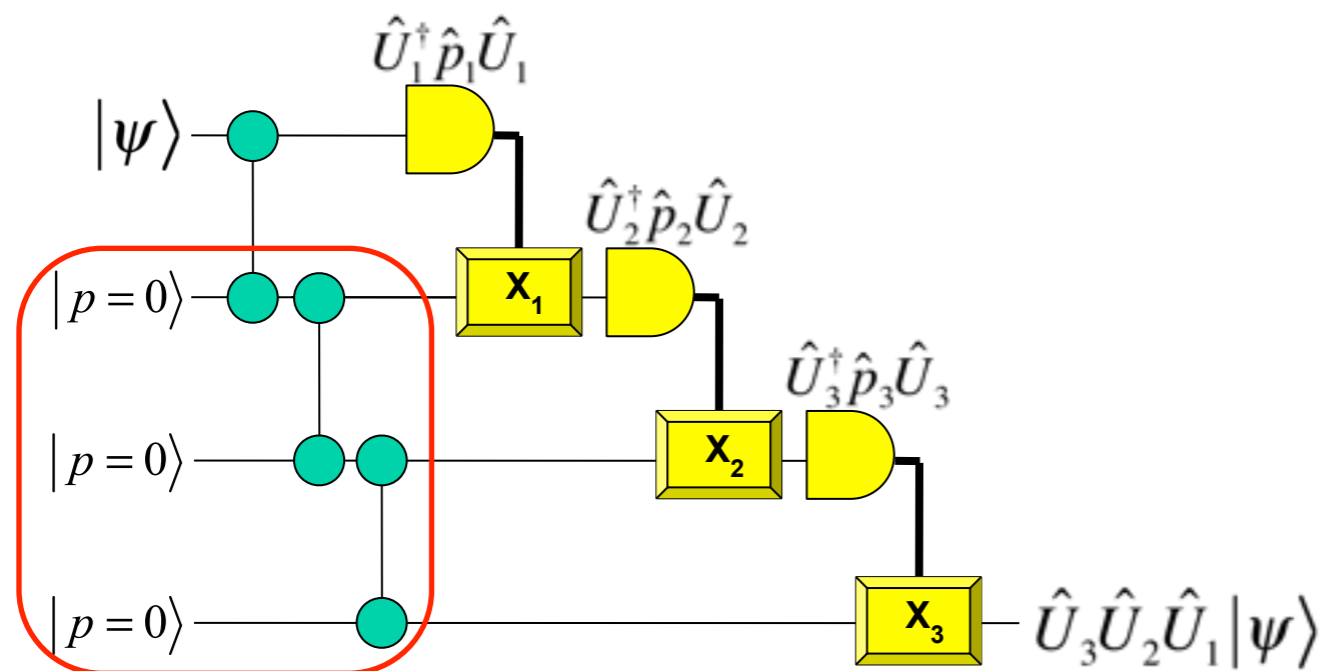 Û₁†p̂₁Û₁
|ψ⟩
Û₂†p̂₂Û₂
|p = 0⟩
X₁
Û₃†p̂₃Û₃
|p = 0⟩
X₂
|p = 0⟩
X₃
Û₃Û₂Û₁|ψ⟩